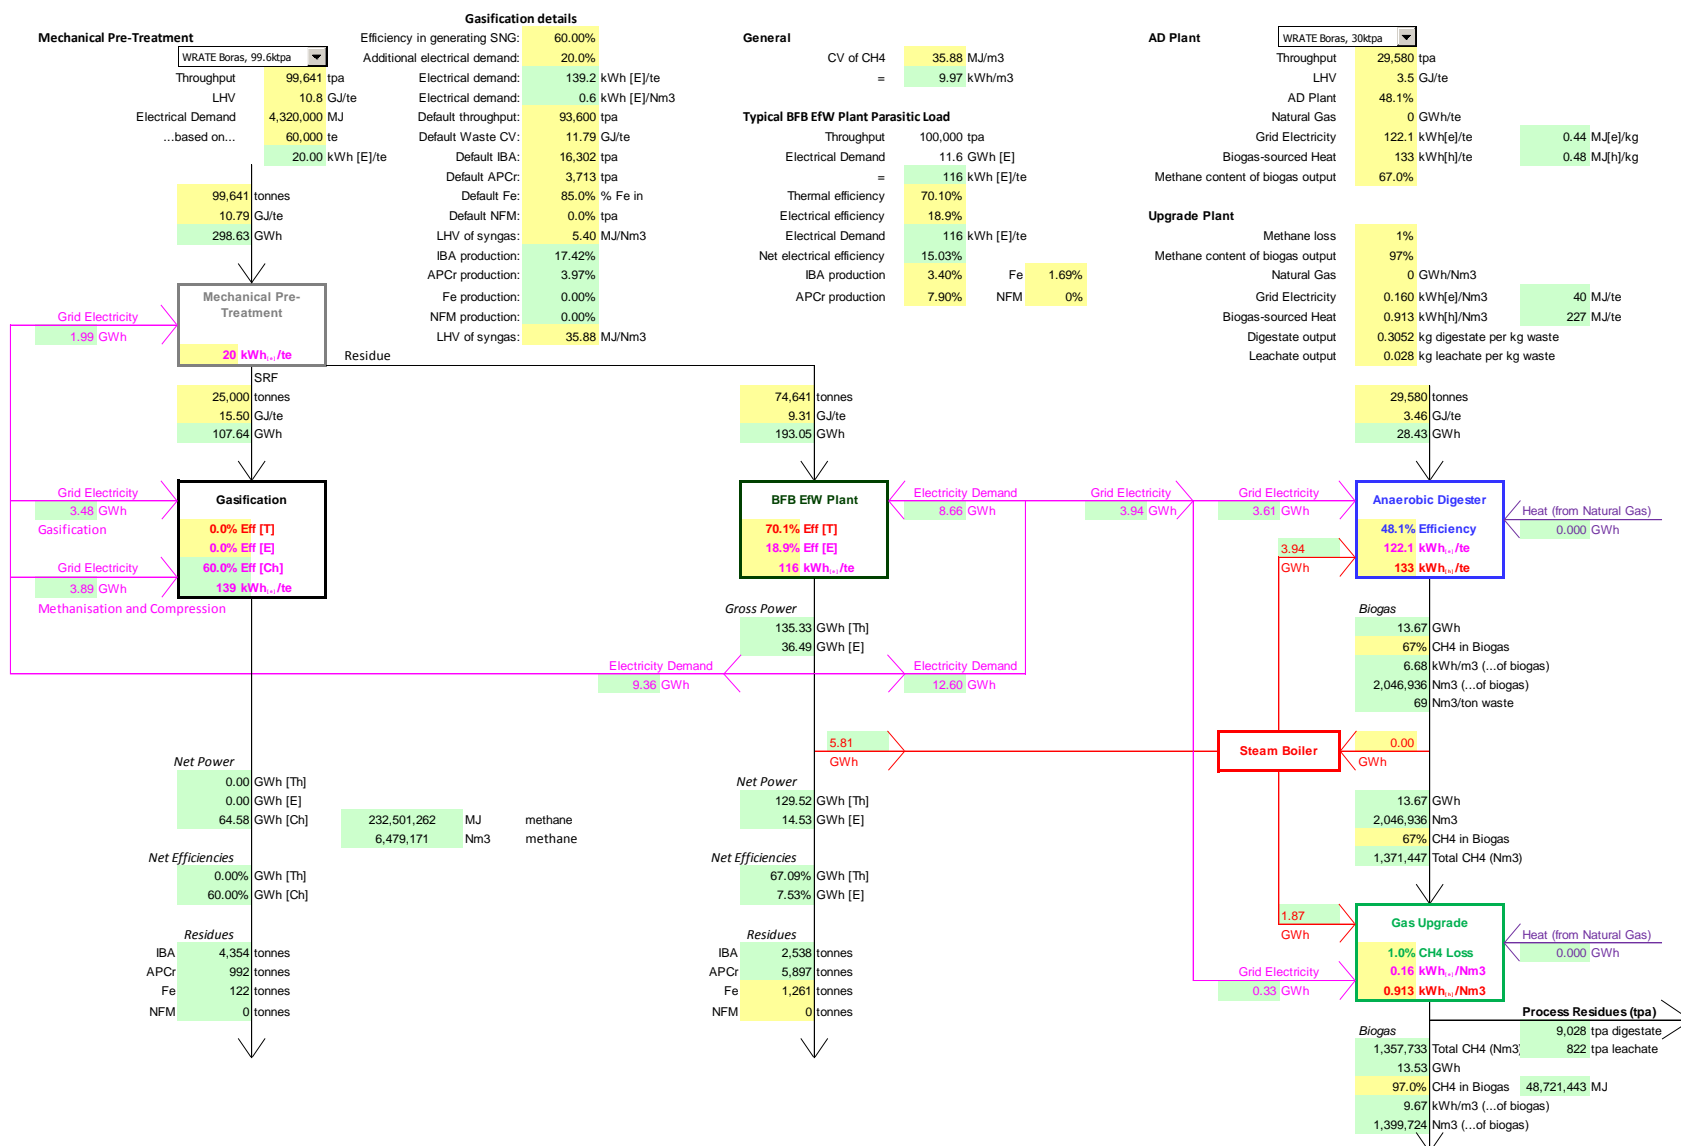 Mechanical Pre-Treatment
WRATE Boras, 99.6ktpa
Throughput 99,641 tpa
LHV 10.8 GJ/te
Electrical Demand 4,320,000 MJ
...based on... 60,000 te
20.00 kWh [E]/te
99,641 tonnes
10.79 GJ/te
298.63 GWh
Mechanical Pre-
Treatment
20 kWh[e]/te
Grid Electricity
1.99 GWh
Residue
SRF
25,000 tonnes
15.50 GJ/te
107.64 GWh
Grid Electricity
3.48 GWh
Gasification
Grid Electricity
3.89 GWh
Methanisation and Compression
Gasification
0.0% Eff [T]
0.0% Eff [E]
60.0% Eff [Ch]
139 kWh[e]/te
Net Power
0.00 GWh [Th]
0.00 GWh [E]
64.58 GWh [Ch]
232,501,262 MJ methane
6,479,171 Nm3 methane
Net Efficiencies
0.00% GWh [Th]
60.00% GWh [Ch]
Residues
IBA 4,354 tonnes
APCr 992 tonnes
Fe 122 tonnes
NFM 0 tonnes
Gasification details
Efficiency in generating SNG: 60.00%
Additional electrical demand: 20.0%
Electrical demand: 139.2 kWh [E]/te
Electrical demand: 0.6 kWh [E]/Nm3
Default throughput: 93,600 tpa
Default Waste CV: 11.79 GJ/te
Default IBA: 16,302 tpa
Default APCr: 3,713 tpa
Default Fe: 85.0% % Fe in
Default NFM: 0.0% tpa
LHV of syngas: 5.40 MJ/Nm3
IBA production: 17.42%
APCr production: 3.97%
Fe production: 0.00%
NFM production: 0.00%
LHV of syngas: 35.88 MJ/Nm3
General
CV of CH4 35.88 MJ/m3
= 9.97 kWh/m3
Typical BFB EfW Plant Parasitic Load
Throughput 100,000 tpa
Electrical Demand 11.6 GWh [E]
= 116 kWh [E]/te
Thermal efficiency 70.10%
Electrical efficiency 18.9%
Electrical Demand 116 kWh [E]/te
Net electrical efficiency 15.03%
IBA production 3.40% Fe 1.69%
APCr production 7.90% NFM 0%
74,641 tonnes
9.31 GJ/te
193.05 GWh
BFB EfW Plant
70.1% Eff [T]
18.9% Eff [E]
116 kWh[e]/te
Electricity Demand
8.66 GWh
Grid Electricity
3.94 GWh
Grid Electricity
3.61 GWh
Gross Power
135.33 GWh [Th]
36.49 GWh [E]
Electricity Demand
9.36 GWh
Electricity Demand
12.60 GWh
5.81
GWh
Steam Boiler
0.00
GWh
3.94
GWh
1.87
GWh
Net Power
129.52 GWh [Th]
14.53 GWh [E]
Net Efficiencies
67.09% GWh [Th]
7.53% GWh [E]
Residues
IBA 2,538 tonnes
APCr 5,897 tonnes
Fe 1,261 tonnes
NFM 0 tonnes
AD Plant
WRATE Boras, 30ktpa
Throughput 29,580 tpa
LHV 3.5 GJ/te
AD Plant 48.1%
Natural Gas 0 GWh/te
Grid Electricity 122.1 kWh[e]/te 0.44 MJ[e]/kg
Biogas-sourced Heat 133 kWh[h]/te 0.48 MJ[h]/kg
Methane content of biogas output 67.0%
Upgrade Plant
Methane loss 1%
Methane content of biogas output 97%
Natural Gas 0 GWh/Nm3
Grid Electricity 0.160 kWh[e]/Nm3 40 MJ/te
Biogas-sourced Heat 0.913 kWh[h]/Nm3 227 MJ/te
Digestate output 0.3052 kg digestate per kg waste
Leachate output 0.028 kg leachate per kg waste
29,580 tonnes
3.46 GJ/te
28.43 GWh
Anaerobic Digester
48.1% Efficiency
122.1 kWh[e]/te
133 kWh[h]/te
Heat (from Natural Gas)
0.000 GWh
Biogas
13.67 GWh
67% CH4 in Biogas
6.68 kWh/m3 (...of biogas)
2,046,936 Nm3 (...of biogas)
69 Nm3/ton waste
13.67 GWh
2,046,936 Nm3
67% CH4 in Biogas
1,371,447 Total CH4 (Nm3)
Gas Upgrade
1.0% CH4 Loss
0.16 kWh[e]/Nm3
0.913 kWh[h]/Nm3
Heat (from Natural Gas)
0.000 GWh
Grid Electricity
0.33 GWh
Process Residues (tpa)
9,028 tpa digestate
822 tpa leachate
Biogas
1,357,733 Total CH4 (Nm3)
13.53 GWh
97.0% CH4 in Biogas 48,721,443 MJ
9.67 kWh/m3 (...of biogas)
1,399,724 Nm3 (...of biogas)